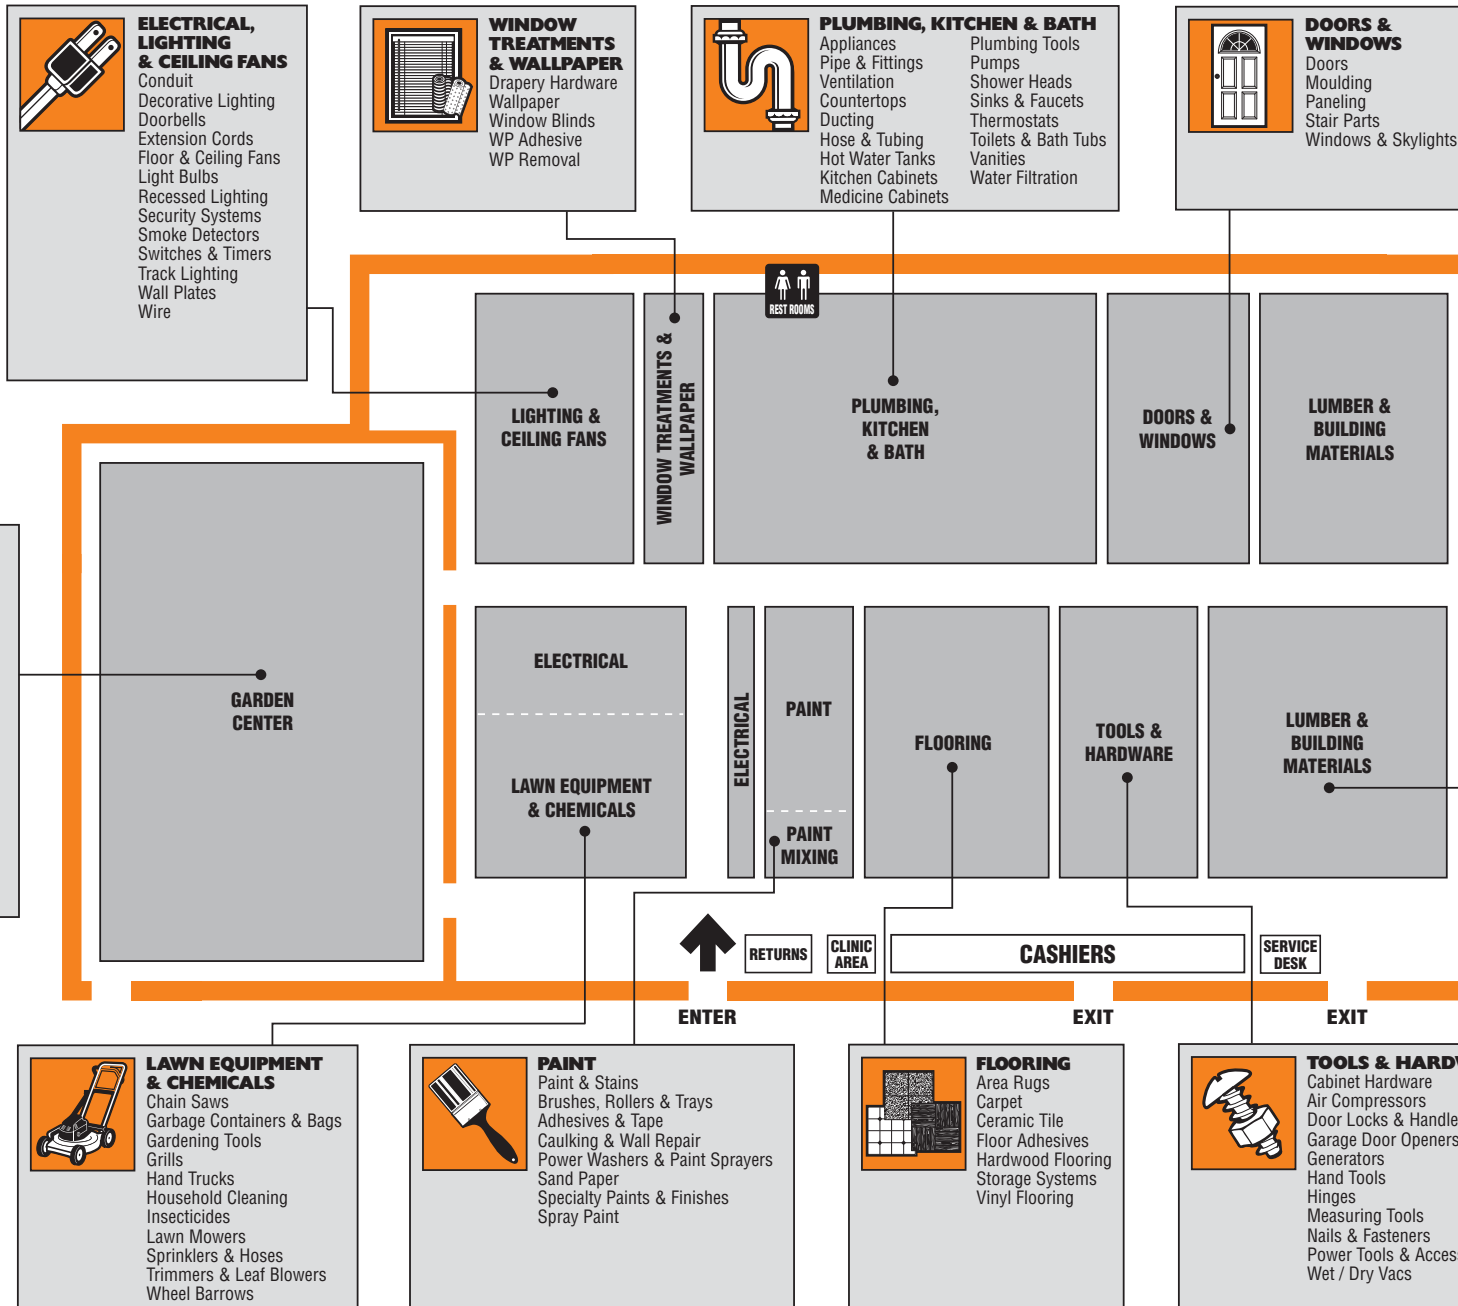 ELECTRICAL,
LIGHTING
& CEILING FANS
Conduit
Decorative Lighting
Doorbells
Extension Cords
Floor & Ceiling Fans
Light Bulbs
Recessed Lighting
Security Systems
Smoke Detectors
Switches & Timers
Track Lighting
Wall Plates
Wire
WINDOW
TREATMENTS
& WALLPAPER
Drapery Hardware
Wallpaper
Window Blinds
WP Adhesive
WP Removal
PLUMBING, KITCHEN & BATH
Appliances
Pipe & Fittings
Ventilation
Countertops
Ducting
Hose & Tubing
Hot Water Tanks
Kitchen Cabinets
Medicine Cabinets
Plumbing Tools
Pumps
Shower Heads
Sinks & Faucets
Thermostats
Toilets & Bath Tubs
Vanities
Water Filtration
DOORS &
WINDOWS
Doors
Moulding
Paneling
Stair Parts
Windows & Skylights
REST ROOMS
LIGHTING &
CEILING FANS
WINDOW TREATMENTS &
WALLPAPER
PLUMBING,
KITCHEN
& BATH
DOORS &
WINDOWS
LUMBER &
BUILDING
MATERIALS
GARDEN
CENTER
ELECTRICAL
LAWN EQUIPMENT
& CHEMICALS
ELECTRICAL
PAINT
PAINT
MIXING
FLOORING
TOOLS &
HARDWARE
LUMBER &
BUILDING
MATERIALS
RETURNS
CLINIC
AREA
CASHIERS
SERVICE
DESK
ENTER
EXIT
EXIT
LAWN EQUIPMENT
& CHEMICALS
Chain Saws
Garbage Containers & Bags
Gardening Tools
Grills
Hand Trucks
Household Cleaning
Insecticides
Lawn Mowers
Sprinklers & Hoses
Trimmers & Leaf Blowers
Wheel Barrows
PAINT
Paint & Stains
Brushes, Rollers & Trays
Adhesives & Tape
Caulking & Wall Repair
Power Washers & Paint Sprayers
Sand Paper
Specialty Paints & Finishes
Spray Paint
FLOORING
Area Rugs
Carpet
Ceramic Tile
Floor Adhesives
Hardwood Flooring
Storage Systems
Vinyl Flooring
TOOLS & HARDW
Cabinet Hardware
Air Compressors
Door Locks & Handle
Garage Door Openers
Generators
Hand Tools
Hinges
Measuring Tools
Nails & Fasteners
Power Tools & Access
Wet / Dry Vacs